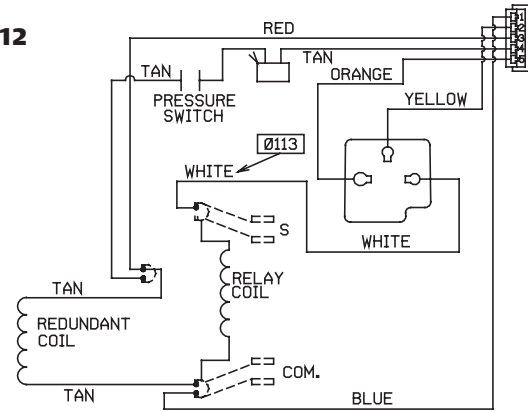 12
RED
1
2
3
4
5
TAN
TAN
ORANGE
PRESSURE
SWITCH
YELLOW
Ø113
WHITE
S
WHITE
RELAY
COIL
TAN
REDUNDANT
COIL
COM.
TAN
BLUE